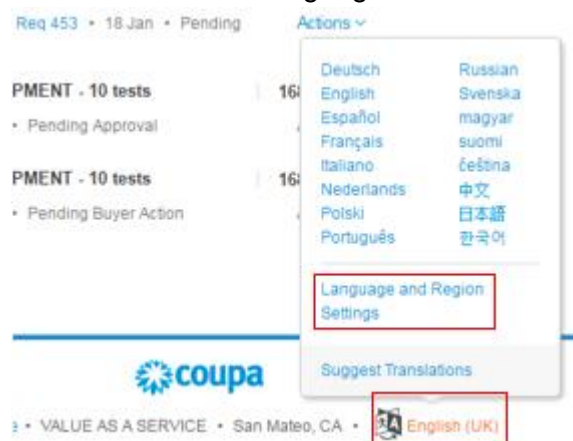 Req 453 • 18 Jan • Pending Actions
Deutsch Russian
PMENT - 10 tests 16 English Svenska
• Pending Approval Español magyar
Français suomi
Italiano čeština
PMENT - 10 tests 16 Nederlands 中文
• Pending Buyer Action Polski 日本語
Português 한국어
Language and Region
Settings
Suggest Translations
coupa
• VALUE AS A SERVICE • San Mateo, CA • English (UK)